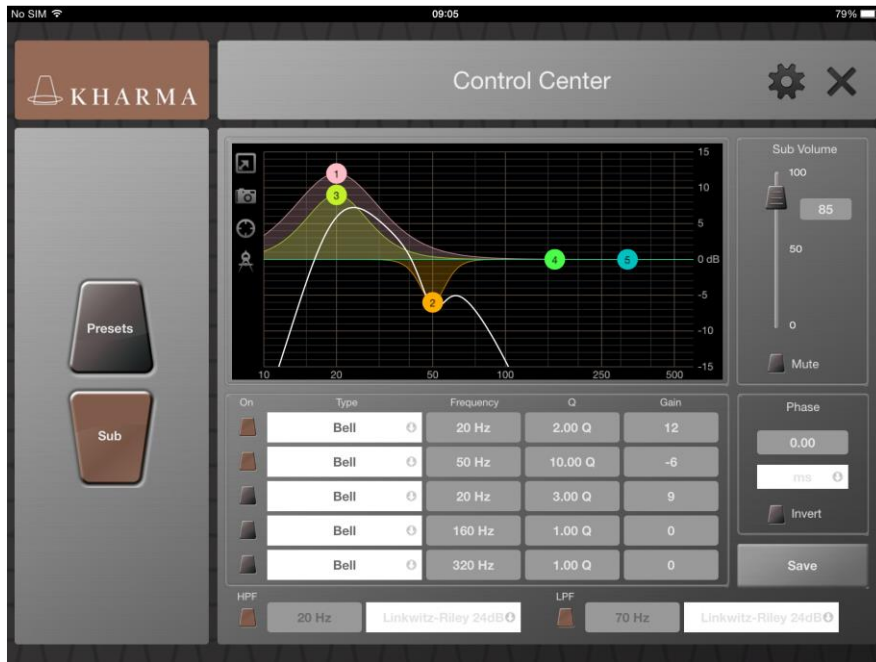 No SIM 09:05 79%
KHARMA
Control Center
Presets
Sub
15
10
5
0 dB
-5
-10
-15
1
3
2
4
5
10 20 50 100 250 500
On Type Frequency Q Gain
Bell 20 Hz 2.00 Q 12
Bell 50 Hz 10.00 Q -6
Bell 20 Hz 3.00 Q 9
Bell 160 Hz 1.00 Q 0
Bell 320 Hz 1.00 Q 0
HPF
20 Hz Linkwitz-Riley 24dB
LPF
70 Hz Linkwitz-Riley 24dB
Sub Volume
100
85
50
0
Mute
Phase
0.00
ms
Invert
Save